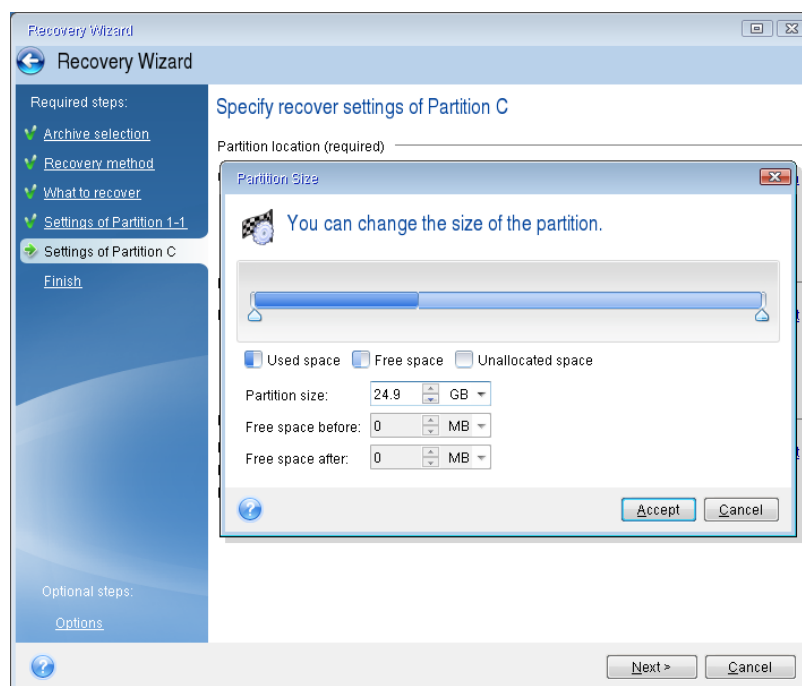 Recovery Wizard
Recovery Wizard
Required steps:
Archive selection
Recovery method
What to recover
Settings of Partition 1-1
Settings of Partition C
Finish
Optional steps:
Options
Specify recover settings of Partition C
Partition location (required)
Partition Size
You can change the size of the partition.
Used space Free space Unallocated space
Partition size: 24.9 GB
Free space before: 0 MB
Free space after: 0 MB
Accept Cancel
Next > Cancel